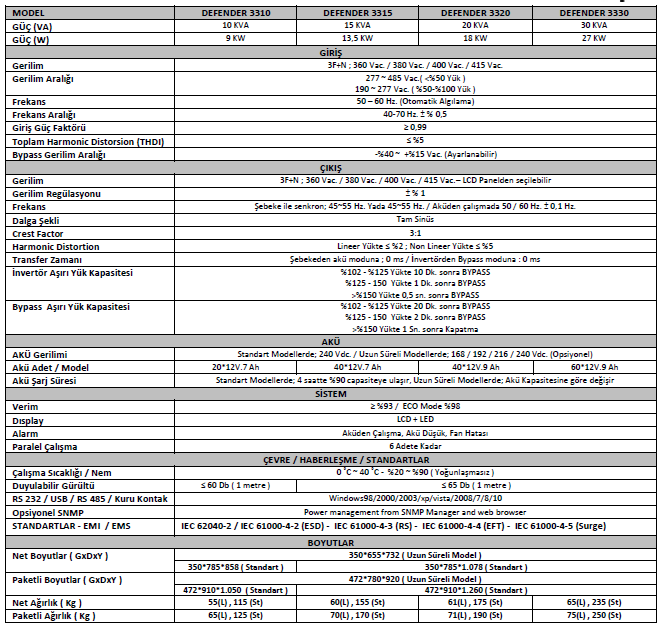 MODEL DEFENDER 3310 DEFENDER 3315 DEFENDER 3320 DEFENDER 3330
GÜÇ (VA) 10 KVA 15 KVA 20 KVA 30 KVA
GÜÇ (W) 9 KW 13,5 KW 18 KW 27 KW
GİRİŞ
Gerilim 3F+N ; 360 Vac. / 380 Vac. / 400 Vac. / 415 Vac.
Gerilim Aralığı 277 ~ 485 Vac.( <%50 Yük )
190 ~ 277 Vac. ( %50-%100 Yük )
Frekans 50 – 60 Hz. (Otomatik Algılama)
Frekans Aralığı 40-70 Hz. ± % 0,5
Giriş Güç Faktörü ≥ 0,99
Toplam Harmonic Distorsion (THDI) ≤ %5
Bypass Gerilim Aralığı -%40 ~ +%15 Vac. (Ayarlanabilir)
ÇIKIŞ
Gerilim 3F+N ; 360 Vac. / 380 Vac. / 400 Vac. / 415 Vac.– LCD Panelden seçilebilir
Gerilim Regülasyonu ± % 1
Frekans Şebeke ile senkron; 45~55 Hz. Yada 45~55 Hz. / Aküden çalışmada 50 / 60 Hz. ± 0,1 Hz.
Dalga Şekli Tam Sinüs
Crest Factor 3:1
Harmonic Distortion Lineer Yükte ≤ %2 ; Non Lineer Yükte ≤ %5
Transfer Zamanı Şebekeden akü moduna ; 0 ms / İnvertörden Bypass moduna : 0 ms
İnvertör Aşırı Yük Kapasitesi %102 - %125 Yükte 10 Dk. sonra BYPASS
%125 - 150 Yükte 1 Dk. sonra BYPASS
>%150 Yükte 0,5 sn. sonra BYPASS
Bypass Aşırı Yük Kapasitesi %102 - %125 Yükte 20 Dk. sonra BYPASS
%125 - 150 Yükte 2 Dk. sonra BYPASS
>%150 Yükte 1 Sn. sonra Kapatma
AKÜ
AKÜ Gerilimi Standart Modellerde; 240 Vdc. / Uzun Süreli Modellerde; 168 / 192 / 216 / 240 Vdc. (Opsiyonel)
Akü Adet / Model 20*12V.7 Ah 40*12V.7 Ah 40*12V.9 Ah 60*12V.9 Ah
Akü Şarj Süresi Standart Modellerde; 4 saatte %90 capasiteye ulaşır, Uzun Süreli Modellerde; Akü Kapasitesine göre değişir
SİSTEM
Verim ≥ %93 / ECO Mode %98
Dısplay LCD + LED
Alarm Aküden Çalışma, Akü Düşük, Fan Hatası
Paralel Çalışma 6 Adete Kadar
ÇEVRE / HABERLEŞME / STANDARTLAR
Çalışma Sıcaklığı / Nem 0 °C ~ 40 °C - %20 ~ %90 ( Yoğunlaşmasız )
Duyulabilir Gürültü ≤ 60 Db ( 1 metre ) ≤ 65 Db ( 1 metre )
RS 232 / USB / RS 485 / Kuru Kontak Windows98/2000/2003/xp/vista/2008/7/8/10
Opsiyonel SNMP Power management from SNMP Manager and web browser
STANDARTLAR - EMI / EMS IEC 62040-2 / IEC 61000-4-2 (ESD) - IEC 61000-4-3 (RS) - IEC 61000-4-4 (EFT) - IEC 61000-4-5 (Surge)
BOYUTLAR
Net Boyutlar ( GxDxY ) 350*655*732 ( Uzun Süreli Model )
350*785*858 ( Standart ) 350*785*1.078 ( Standart )
Paketli Boyutlar ( GxDxY ) 472*780*920 ( Uzun Süreli Model )
472*910*1.050 ( Standart ) 472*910*1.260 ( Standart )
Net Ağırlık ( Kg ) 55(L) , 115 (St) 60(L) , 155 (St) 61(L) , 175 (St) 65(L) , 235 (St)
Paketli Ağırlık ( Kg ) 65(L) , 125 (St) 70(L) , 170 (St) 71(L) , 190 (St) 75(L) , 250 (St)